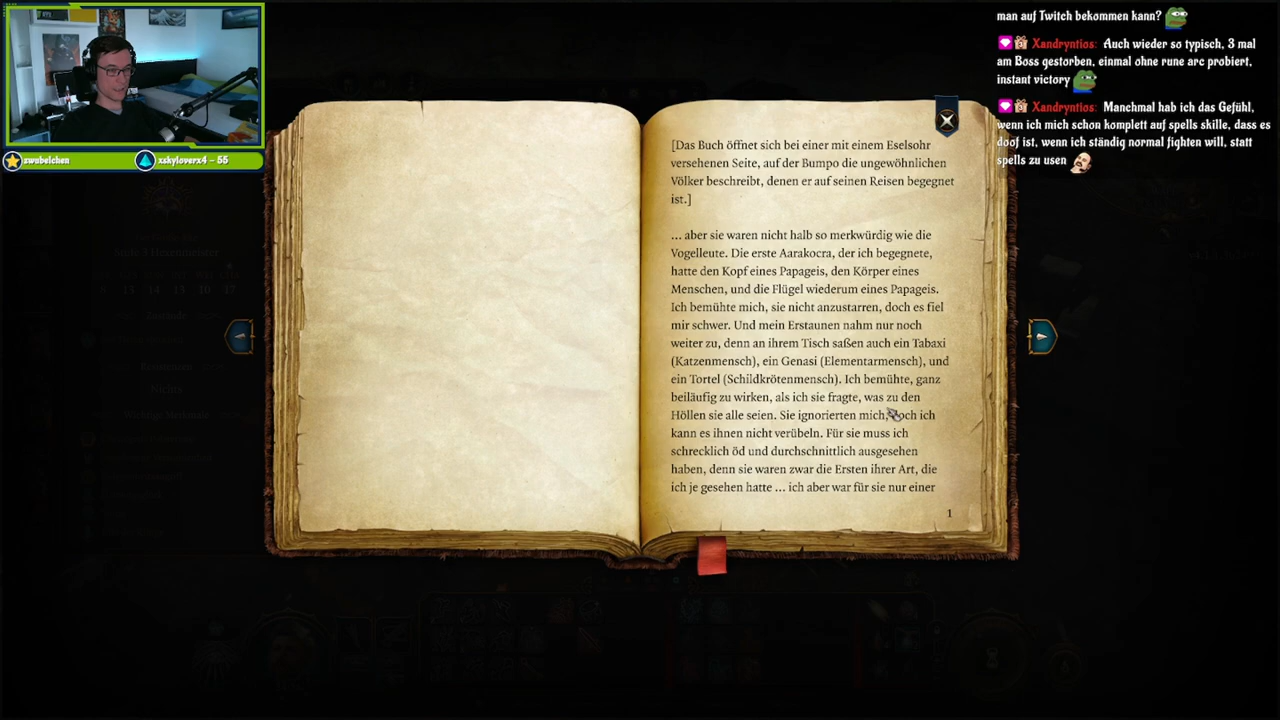 man auf Twitch bekommen kann?
Xandryntios: Auch wieder so typisch, 3 mal
am Boss gestorben, einmal ohne rune arc probiert,
instant victory
Xandryntios: Manchmal hab ich das Gefühl,
wenn ich mich schon komplett auf spells skille, dass es
doof ist, wenn ich ständig normal fighten will, statt
spells zu usen
zwubelchen
xskyloverx4 - 55
[Das Buch öffnet sich bei einer mit einem Eselsohr
versehenen Seite, auf der Bumpo die ungewöhnlichen
Völker beschreibt, denen er auf seinen Reisen begegnet
ist.]
... aber sie waren nicht halb so merkwürdig wie die
Vogelleute. Die erste Aarakocra, der ich begegnete,
hatte den Kopf eines Papageis, den Körper eines
Menschen, und die Flügel wiederum eines Papageis.
Ich bemühte mich, sie nicht anzustarren, doch es fiel
mir schwer. Und mein Erstaunen nahm nur noch
weiter zu, denn an ihrem Tisch saßen auch ein Tabaxi
(Katzenmensch), ein Genasi (Elementarmensch), und
ein Tortel (Schildkrötenmensch). Ich bemühte, ganz
beiläufig zu wirken, als ich sie fragte, was zu den
Höllen sie alle seien. Sie ignorierten mich, doch ich
kann es ihnen nicht verübeln. Für sie muss ich
schrecklich öd und durchschnittlich ausgesehen
haben, denn sie waren zwar die Ersten ihrer Art, die
ich je gesehen hatte ... ich aber war für sie nur einer
1